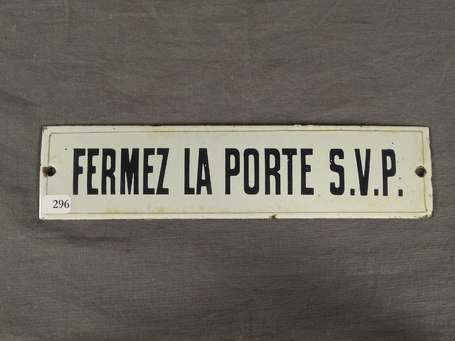 FERMEZ LA PORTE S.V.P.
296